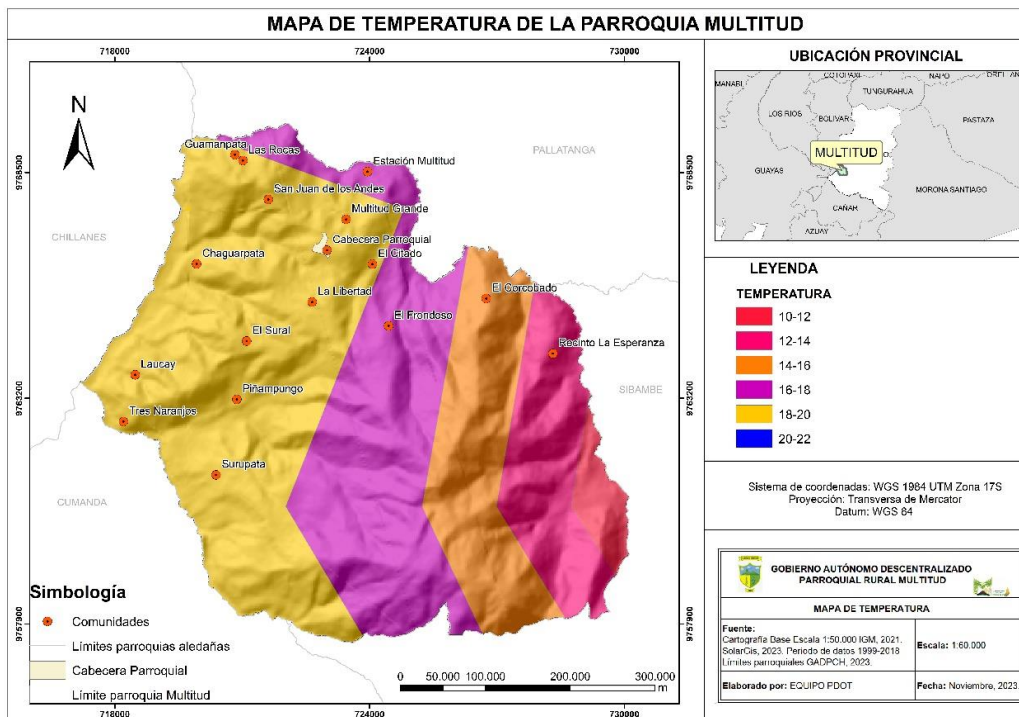 MAPA DE TEMPERATURA DE LA PARROQUIA MULTITUD
718000
724000
730000
N
9768500
9768500
Guamanpata
Las Rocas
Estación Multitud
PALLATANGA
San Juan de los Andes
Multitud Grande
CHILLANES
Cabecera Parroquial
Chaguarpata
El Citado
La Libertad
El Corcobado
El Frondoso
El Sural
Recinto La Esperanza
Laucay
SIBAMBE
9763200
9763200
Piñampungo
Tres Naranjos
Surupata
CUMANDA
9757900
9757900
Simbología
Comunidades
Límites parroquias aledañas
Cabecera Parroquial
Límite parroquia Multitud
0 50.000 100.000 200.000 300.000
m
718000
724000
730000
UBICACIÓN PROVINCIAL
COTOPAXI
NAPO
MANABI
TUNGURAHUA
LOS RIOS
BOLIVAR
PASTAZA
MULTITUD
GUAYAS
MORONA SANTIAGO
CAÑAR
AZUAY
LEYENDA
TEMPERATURA
10-12
12-14
14-16
16-18
18-20
20-22
Sistema de coordenadas: WGS 1984 UTM Zona 17S
Proyección: Transversa de Mercator
Datum: WGS 84
GOBIERNO AUTÓNOMO DESCENTRALIZADO
PARROQUIAL RURAL MULTITUD
MAPA DE TEMPERATURA
Fuente:
Cartografía Base Escala 1:50.000 IGM, 2021.
SolarGis, 2023. Periodo de datos 1999-2018
Límites parroquiales GADPCH, 2023.
Escala: 1:60.000
Elaborado por: EQUIPO PDOT
Fecha: Noviembre, 2023.